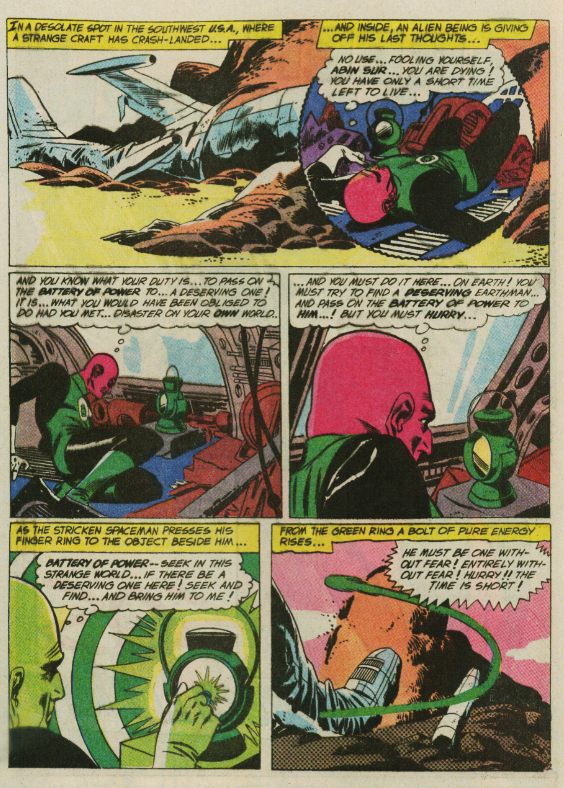 IN A DESOLATE SPOT IN THE SOUTHWEST U.S.A., WHERE
A STRANGE CRAFT HAS CRASH-LANDED...
...AND INSIDE, AN ALIEN BEING IS GIVING
OFF HIS LAST THOUGHTS...
NO USE... FOOLING YOURSELF,
ABIN SUR... YOU ARE DYING!
YOU HAVE ONLY A SHORT TIME
LEFT TO LIVE...
AND YOU KNOW WHAT YOUR DUTY IS... TO PASS ON
THE BATTERY OF POWER TO... A DESERVING ONE!
IT IS... WHAT YOU WOULD HAVE BEEN OBLIGED TO
DO HAD YOU MET... DISASTER ON YOUR OWN WORLD.
...AND YOU MUST DO IT HERE... ON EARTH! YOU
MUST TRY TO FIND A DESERVING EARTHMAN...
AND PASS ON THE BATTERY OF POWER TO
HIM...! BUT YOU MUST HURRY...
AS THE STRICKEN SPACEMAN PRESSES HIS
FINGER RING TO THE OBJECT BESIDE HIM...
BATTERY OF POWER-- SEEK IN THIS
STRANGE WORLD... IF THERE BE A
DESERVING ONE HERE! SEEK AND
FIND... AND BRING HIM TO ME!
FROM THE GREEN RING A BOLT OF PURE ENERGY
RISES...
HE MUST BE ONE WITH-
OUT FEAR! ENTIRELY WITH-
OUT FEAR! HURRY!! THE
TIME IS SHORT!